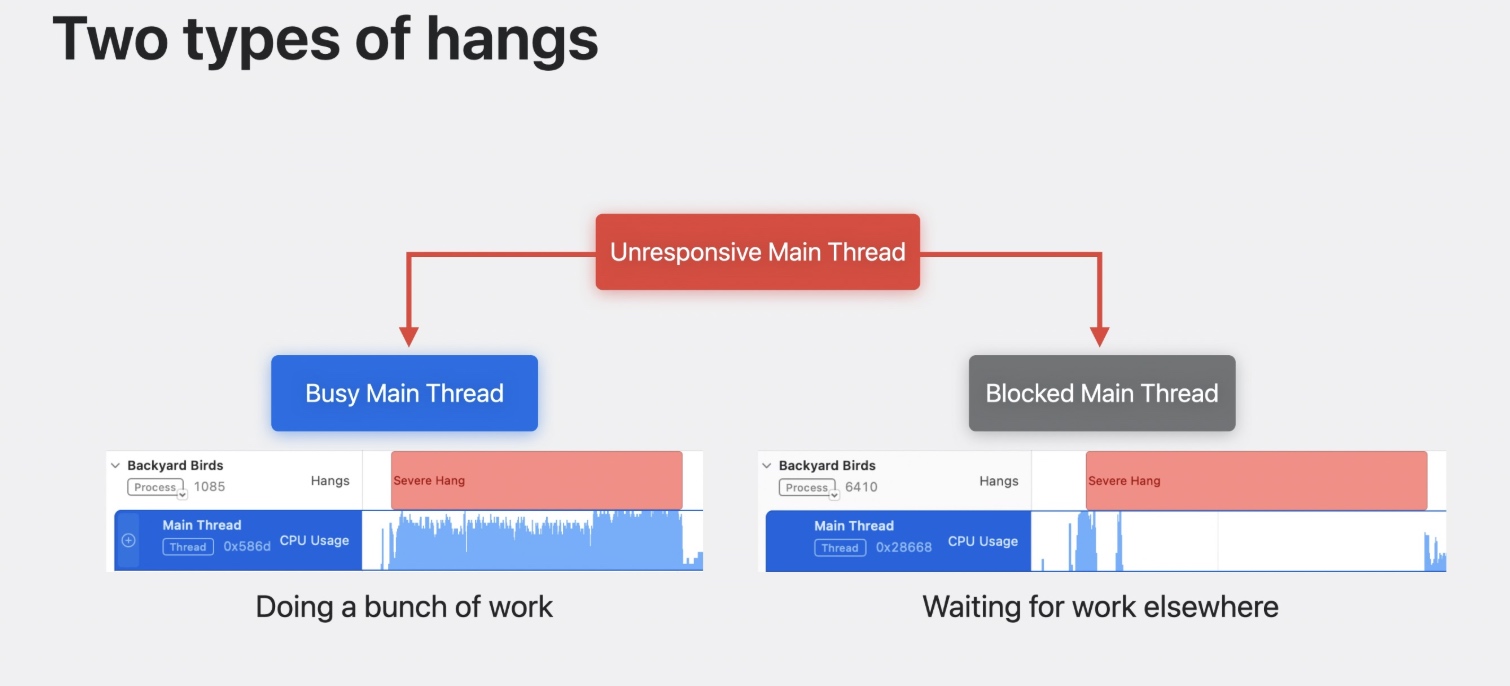 Two types of hangs
Unresponsive Main Thread
Busy Main Thread
Blocked Main Thread
Backyard Birds
Process 1085
Hangs
Severe Hang
Main Thread
Thread 0x586d
CPU Usage
Backyard Birds
Process 6410
Hangs
Severe Hang
Main Thread
Thread 0x28668
CPU Usage
Doing a bunch of work
Waiting for work elsewhere